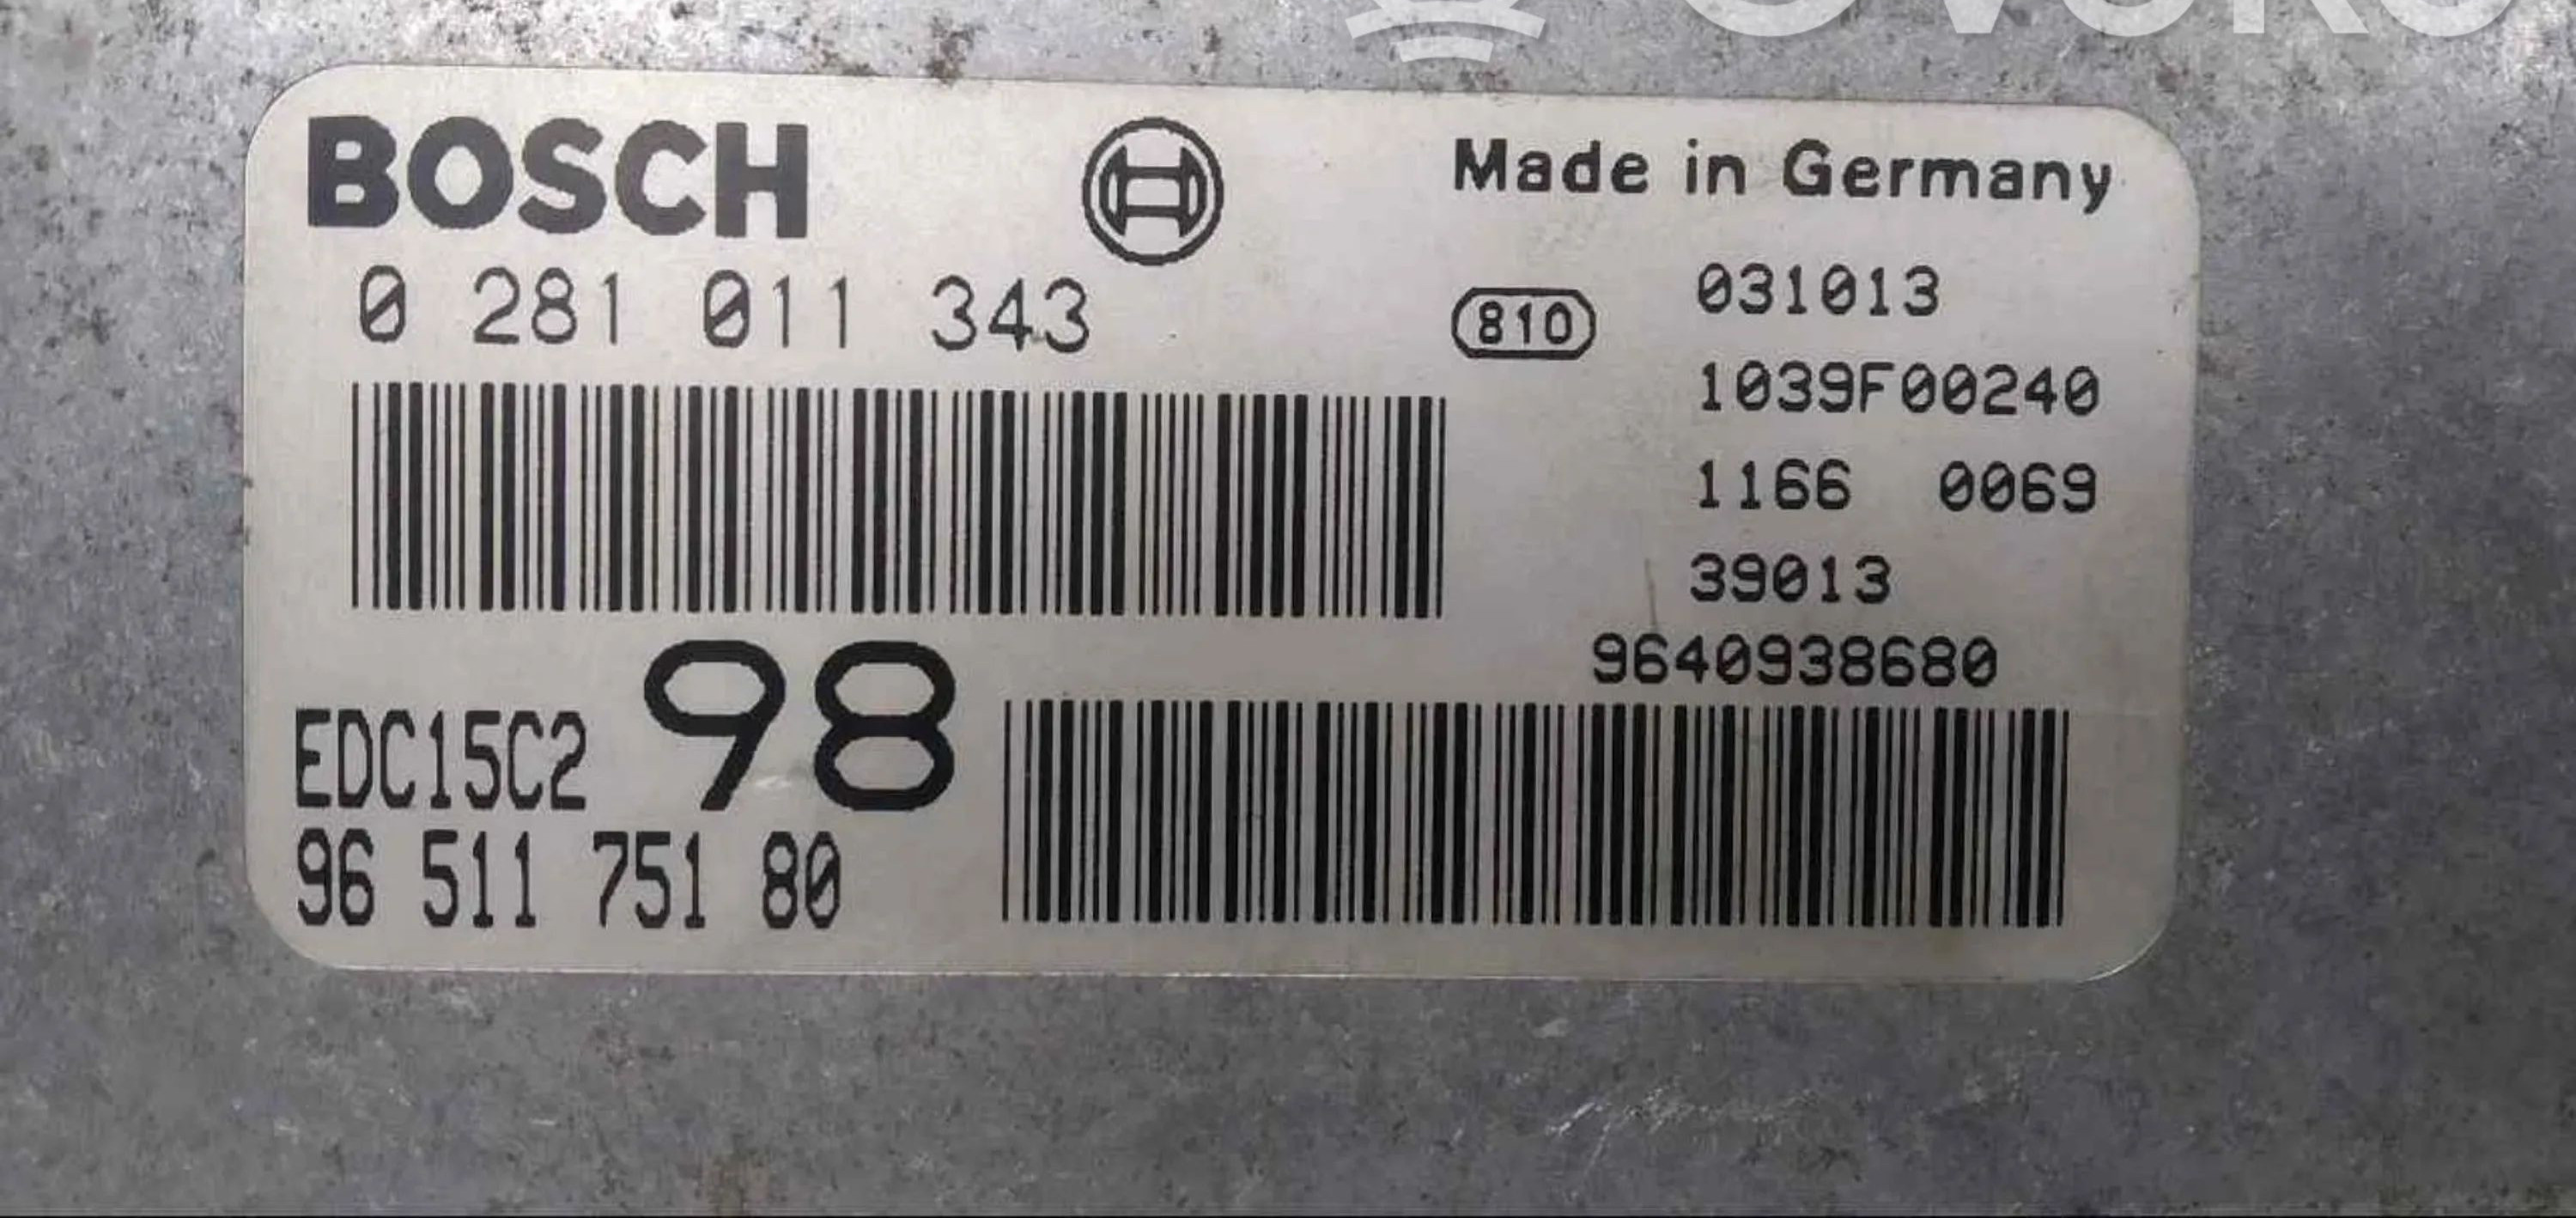 BOSCH
Made in Germany
0 281 011 343
810
031013
1039F00240
1166 0069
39013
9640938680
98
EDC15C2
96 511 751 80